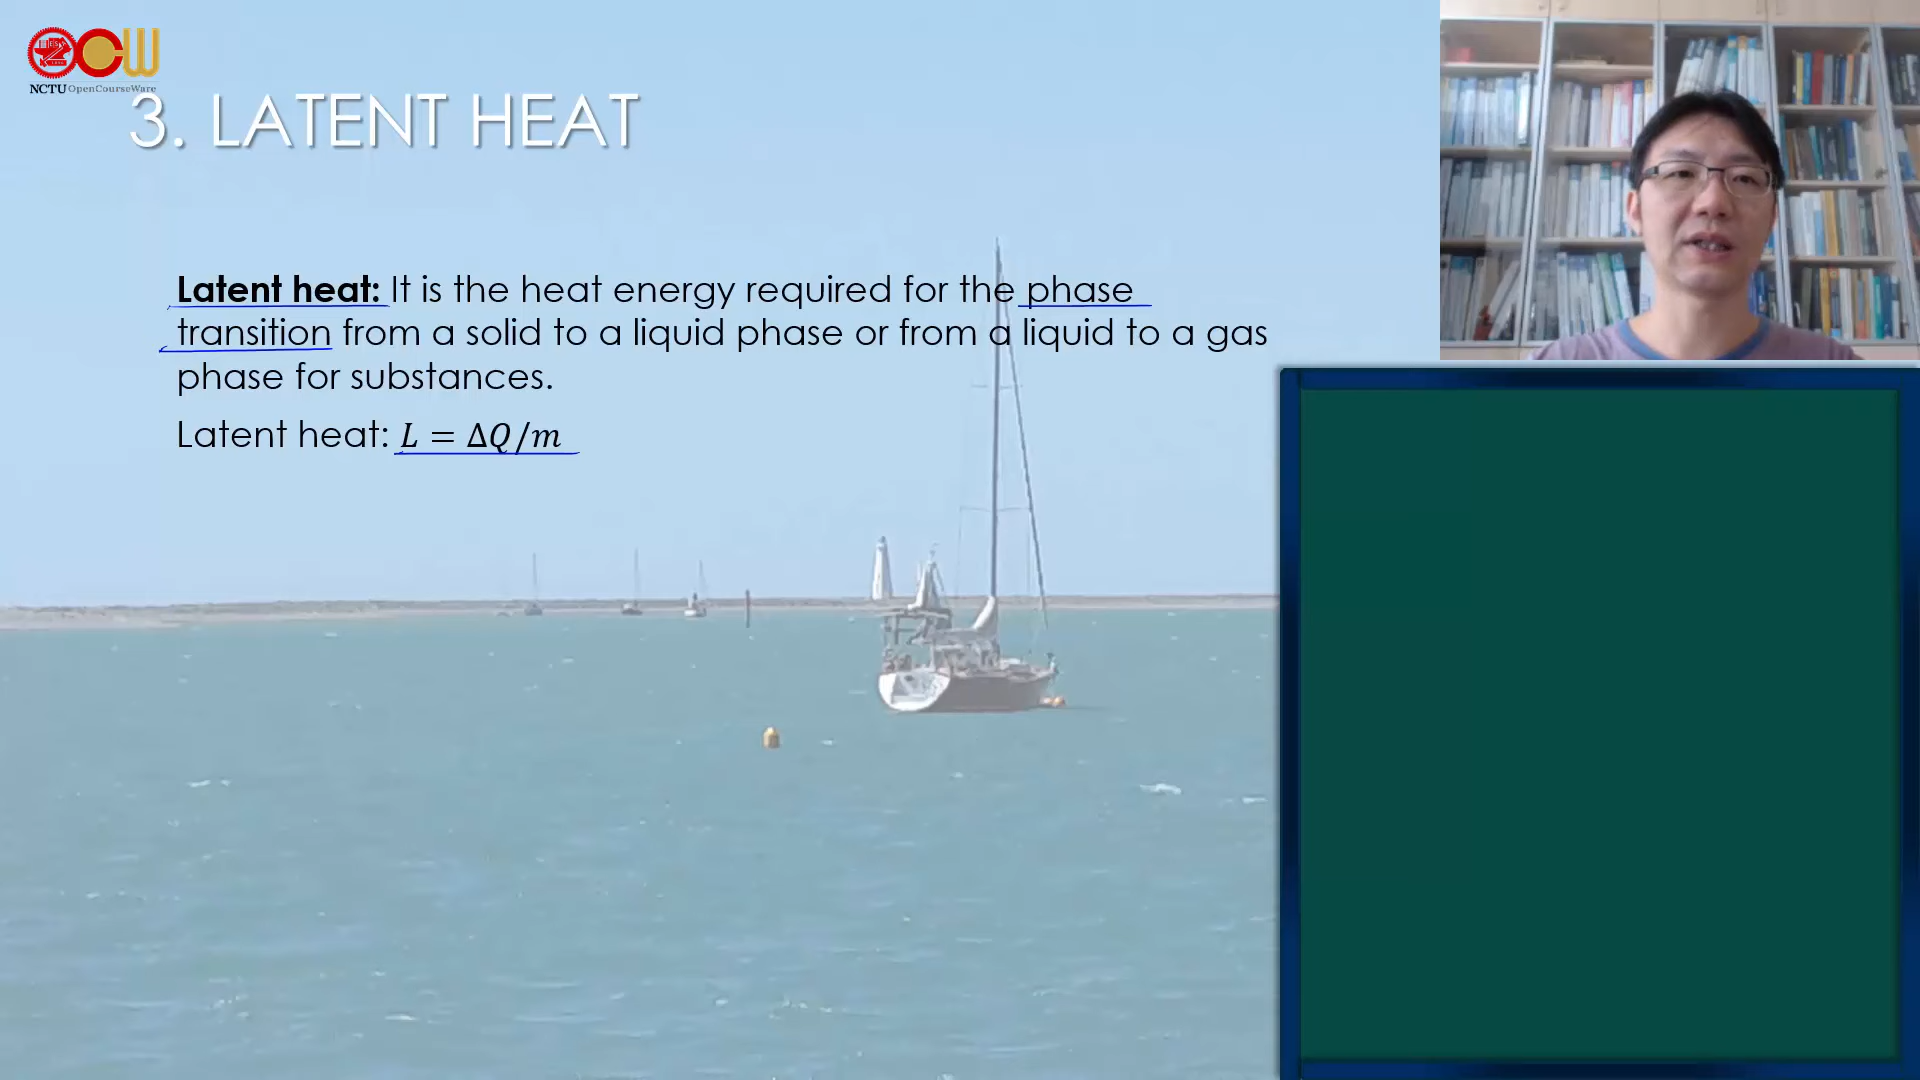 NCTU OpenCourseWare
3. LATENT HEAT
Latent heat: It is the heat energy required for the phase
transition from a solid to a liquid phase or from a liquid to a gas
phase for substances.
Latent heat: L = ΔQ/m